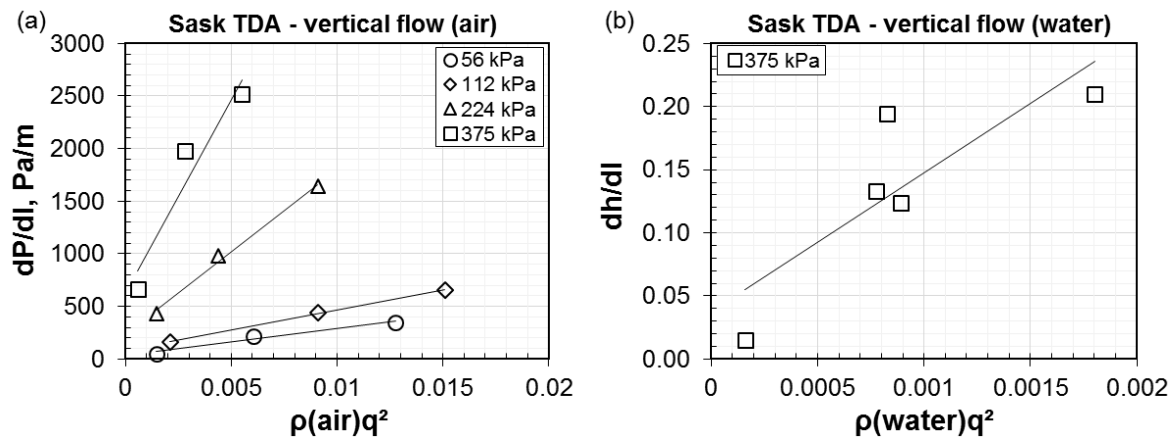 (a)
Sask TDA - vertical flow (air)
3000
2500
2000
1500
1000
500
0
dP/dl, Pa/m
56 kPa
112 kPa
224 kPa
375 kPa
0 0.005 0.01 0.015 0.02
ρ(air)q²
(b)
Sask TDA - vertical flow (water)
0.25
0.20
0.15
0.10
0.05
0.00
dh/dl
375 kPa
0 0.0005 0.001 0.0015 0.002
ρ(water)q²